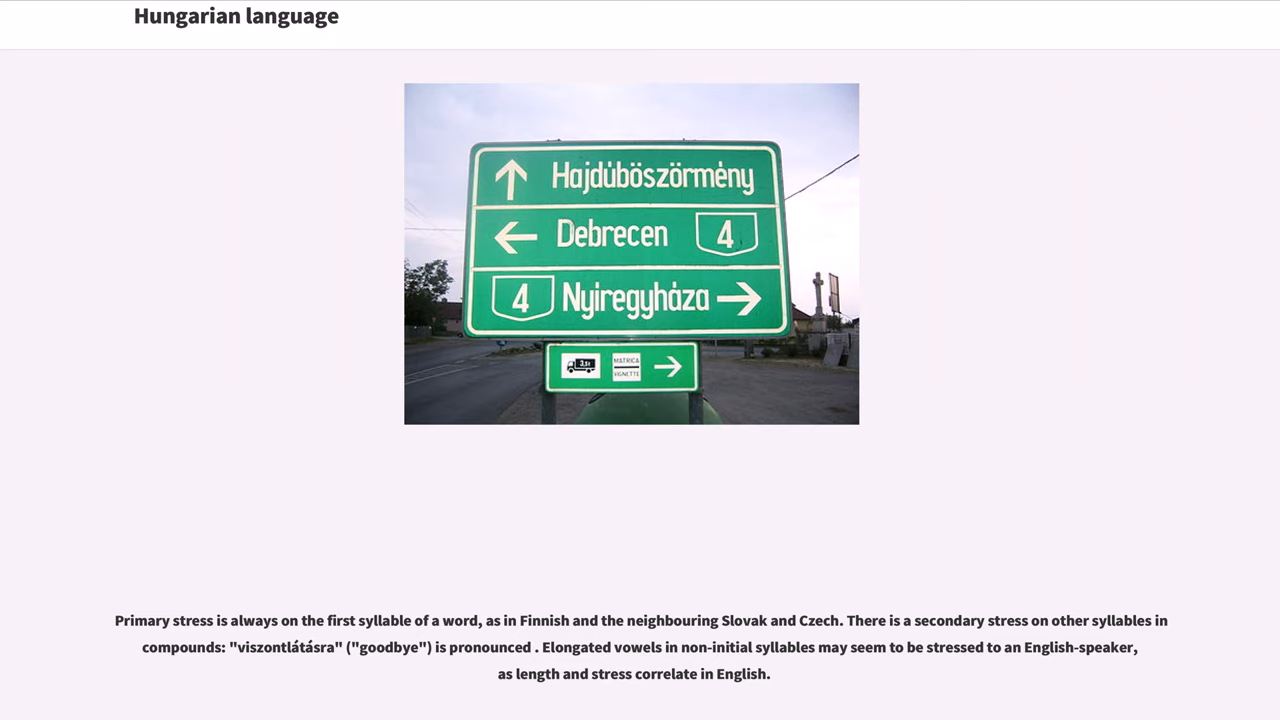 Hungarian language
Hajdúböszörmény
Debrecen 4
4 Nyíregyháza
3,5t
MATRICA
VIGNETTE
Primary stress is always on the first syllable of a word, as in Finnish and the neighbouring Slovak and Czech. There is a secondary stress on other syllables in
compounds: "viszontlátásra" ("goodbye") is pronounced . Elongated vowels in non-initial syllables may seem to be stressed to an English-speaker,
as length and stress correlate in English.